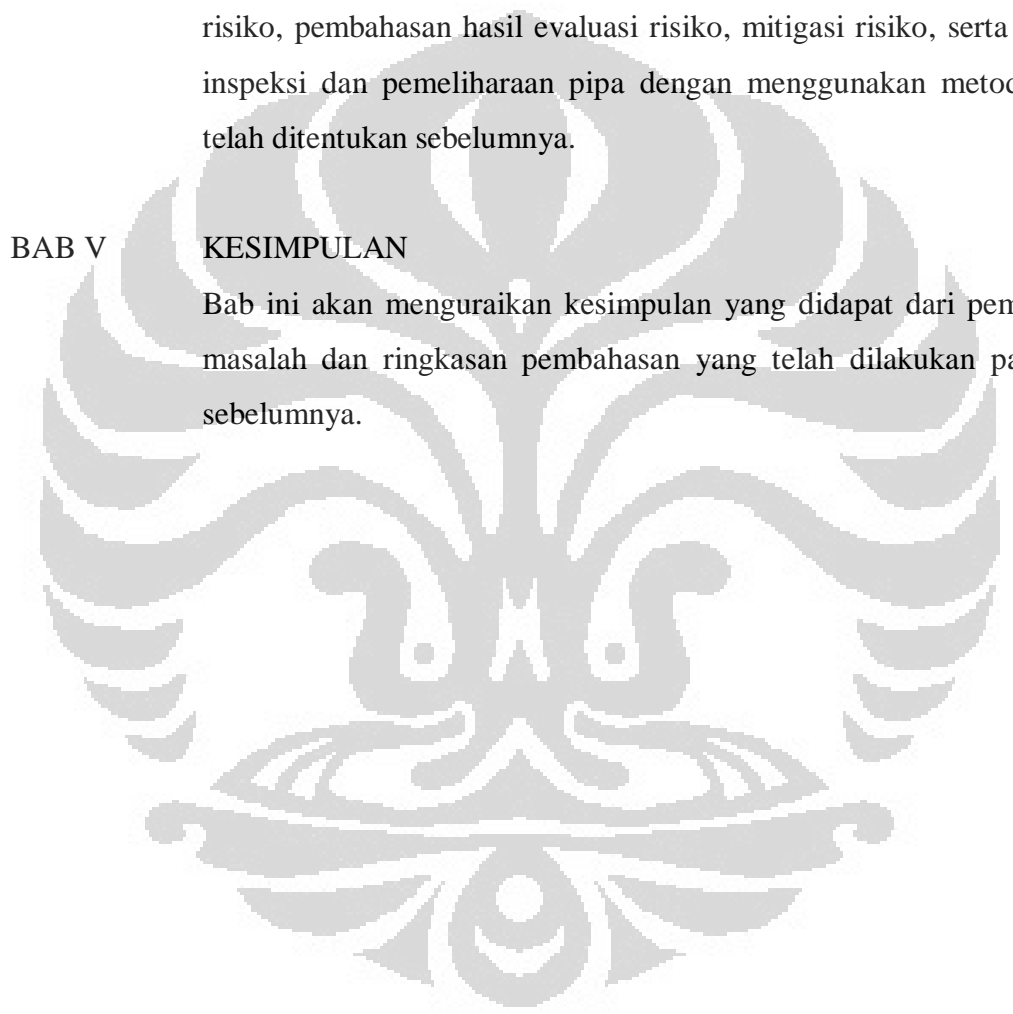 risiko, pembahasan hasil evaluasi risiko, mitigasi risiko, serta
inspeksi dan pemeliharaan pipa dengan menggunakan
telah ditentukan sebelumnya.
BAB V KESIMPULAN
Bab ini akan menguraikan kesimpulan yang didapat dari
masalah dan ringkasan pembahasan yang telah dilakukan
sebelumnya.